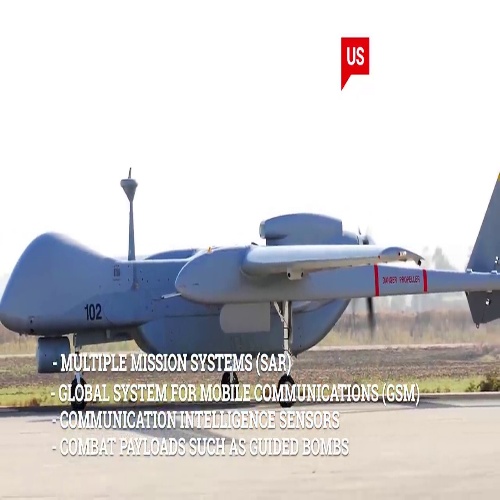 US
102
DANGER PROPELLER
- MULTIPLE MISSION SYSTEMS (SAR)
- GLOBAL SYSTEM FOR MOBILE COMMUNICATIONS (GSM)
- COMMUNICATION INTELLIGENCE SENSORS
- COMBAT PAYLOADS SUCH AS GUIDED BOMBS